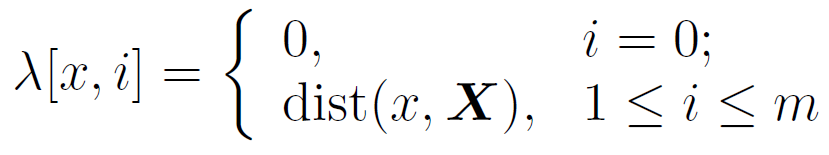 λ[x, i] = { 0, i = 0;
dist(x, X), 1 ≤ i ≤ m